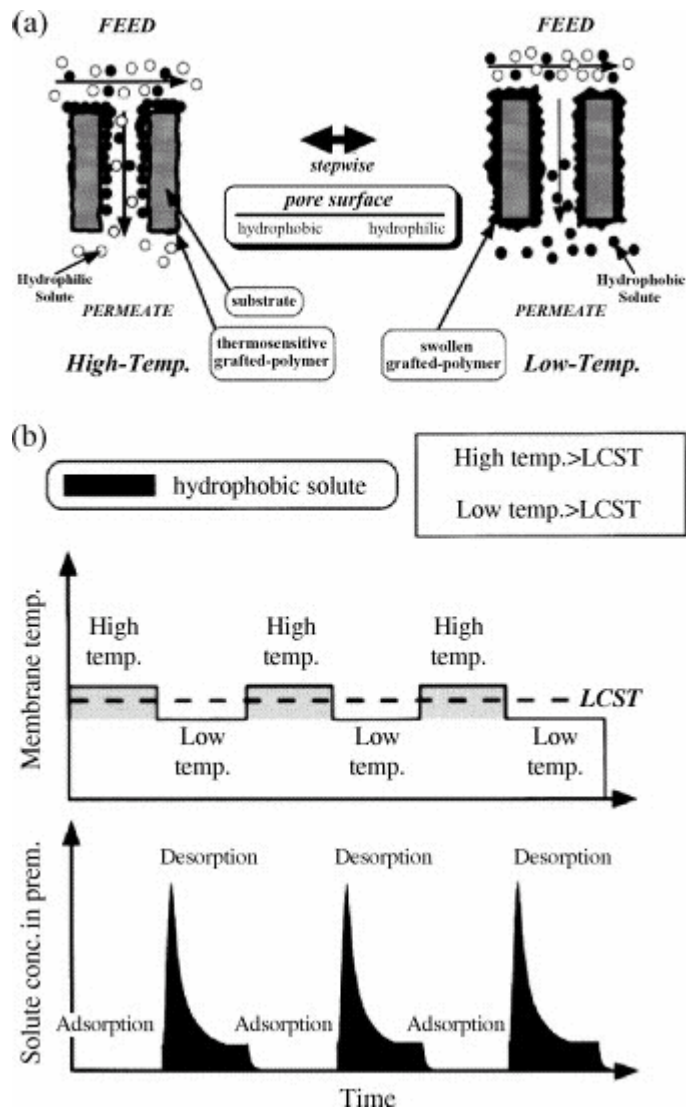 (a)
FEED
FEED
stepwise
pore surface
hydrophobic hydrophilic
Hydrophilic
Solute
PERMEATE
substrate
thermosensitive
grafted-polymer
High-Temp.
Hydrophobic
Solute
PERMEATE
swollen
grafted-polymer
Low-Temp.
(b)
hydrophobic solute
High temp.>LCST
Low temp.>LCST
Membrane temp.
High
temp.
High
temp.
High
temp.
LCST
Low
temp.
Low
temp.
Low
temp.
Solute conc. in prem.
Desorption
Desorption
Desorption
Adsorption
Adsorption
Adsorption
Time